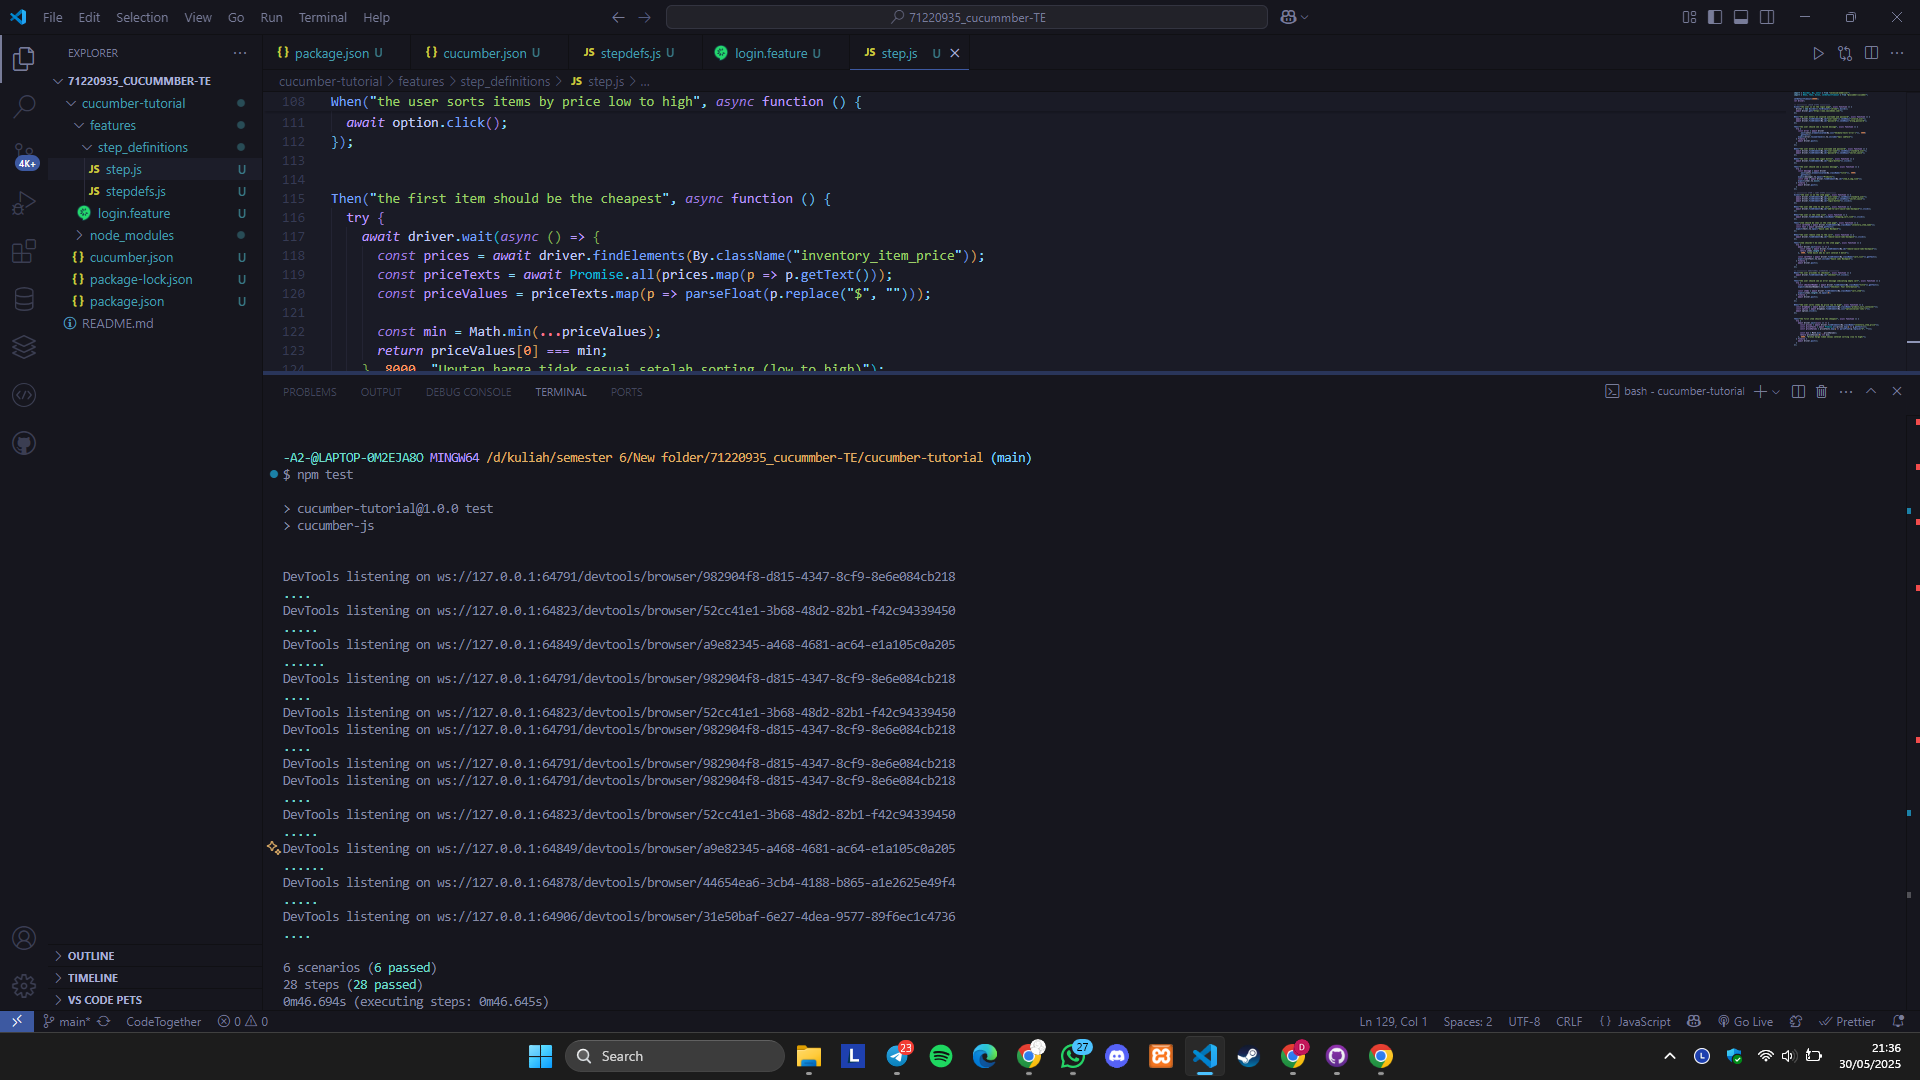 File Edit Selection View Go Run Terminal Help
71220935_cucummber-TE
EXPLORER
71220935_CUCUMMBER-TE
cucumber-tutorial
features
step_definitions
JS step.js U
JS stepdefs.js U
login.feature U
node_modules
{} cucumber.json U
{} package-lock.json U
{} package.json U
README.md
4K+
OUTLINE
TIMELINE
VS CODE PETS
{} package.json U
{} cucumber.json U
JS stepdefs.js U
login.feature U
JS step.js U
cucumber-tutorial > features > step_definitions > JS step.js > ...
108 When("the user sorts items by price low to high", async function () {
111 await option.click();
112 });
113
114
115 Then("the first item should be the cheapest", async function () {
116 try {
117 await driver.wait(async () => {
118 const prices = await driver.findElements(By.className("inventory_item_price"));
119 const priceTexts = await Promise.all(prices.map(p => p.getText()));
120 const priceValues = priceTexts.map(p => parseFloat(p.replace("$", "")));
121
122 const min = Math.min(...priceValues);
123 return priceValues[0] === min;
124 }, 8000, "Urutan harga tidak sesuai setelah sorting (low to high)");
PROBLEMS OUTPUT DEBUG CONSOLE TERMINAL PORTS
bash - cucumber-tutorial
-A2-@LAPTOP-0M2EJA8O MINGW64 /d/kuliah/semester 6/New folder/71220935_cucummber-TE/cucumber-tutorial (main)
$ npm test
> cucumber-tutorial@1.0.0 test
> cucumber-js
DevTools listening on ws://127.0.0.1:64791/devtools/browser/982904f8-d815-4347-8cf9-8e6e084cb218
....
DevTools listening on ws://127.0.0.1:64823/devtools/browser/52cc41e1-3b68-48d2-82b1-f42c94339450
.....
DevTools listening on ws://127.0.0.1:64849/devtools/browser/a9e82345-a468-4681-ac64-e1a105c0a205
......
DevTools listening on ws://127.0.0.1:64791/devtools/browser/982904f8-d815-4347-8cf9-8e6e084cb218
....
DevTools listening on ws://127.0.0.1:64823/devtools/browser/52cc41e1-3b68-48d2-82b1-f42c94339450
DevTools listening on ws://127.0.0.1:64791/devtools/browser/982904f8-d815-4347-8cf9-8e6e084cb218
....
DevTools listening on ws://127.0.0.1:64791/devtools/browser/982904f8-d815-4347-8cf9-8e6e084cb218
DevTools listening on ws://127.0.0.1:64791/devtools/browser/982904f8-d815-4347-8cf9-8e6e084cb218
....
DevTools listening on ws://127.0.0.1:64823/devtools/browser/52cc41e1-3b68-48d2-82b1-f42c94339450
.....
DevTools listening on ws://127.0.0.1:64849/devtools/browser/a9e82345-a468-4681-ac64-e1a105c0a205
......
DevTools listening on ws://127.0.0.1:64878/devtools/browser/44654ea6-3cb4-4188-b865-a1e2625e49f4
.....
DevTools listening on ws://127.0.0.1:64906/devtools/browser/31e50baf-6e27-4dea-9577-89f6ec1c4736
....
6 scenarios (6 passed)
28 steps (28 passed)
0m46.694s (executing steps: 0m46.645s)
main* CodeTogether 0 0
Ln 129, Col 1 Spaces: 2 UTF-8 CRLF {} JavaScript Go Live Prettier
Search
L
23
27
D
21:36
30/05/2025